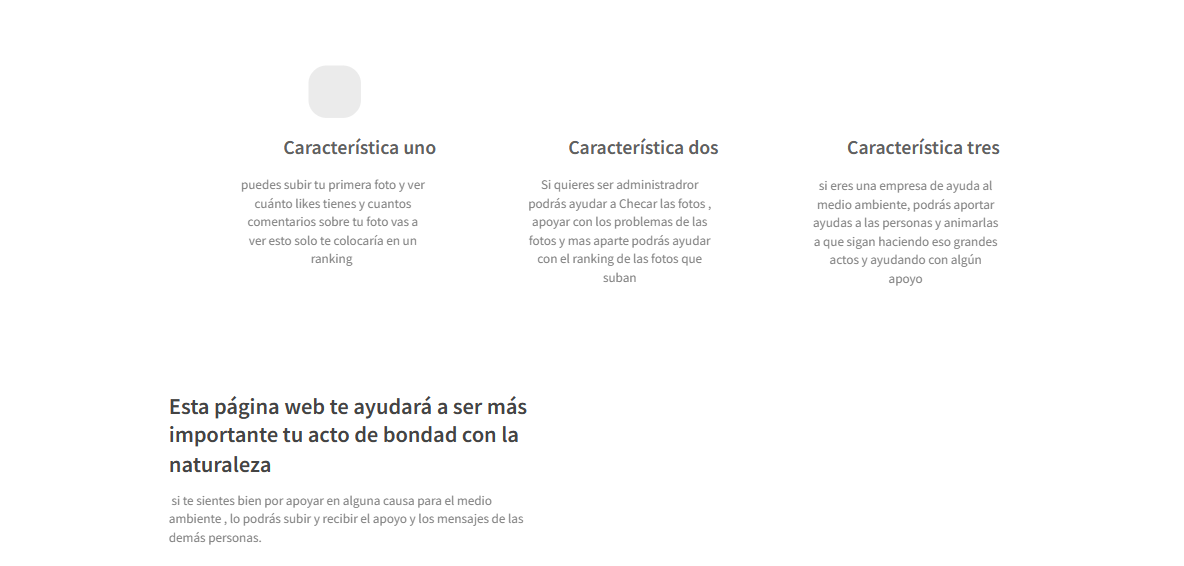 Característica uno
puedes subir tu primera foto y ver
cuánto likes tienes y cuantos
comentarios sobre tu foto vas a
ver esto solo te colocaría en un
ranking
Característica dos
Si quieres ser administradror
podrás ayudar a Checar las fotos ,
apoyar con los problemas de las
fotos y mas aparte podrás ayudar
con el ranking de las fotos que
suban
Característica tres
si eres una empresa de ayuda al
medio ambiente, podrás aportar
ayudas a las personas y animarlas
a que sigan haciendo eso grandes
actos y ayudando con algún
apoyo
Esta página web te ayudará a ser más
importante tu acto de bondad con la
naturaleza
si te sientes bien por apoyar en alguna causa para el medio
ambiente , lo podrás subir y recibir el apoyo y los mensajes de las
demás personas.